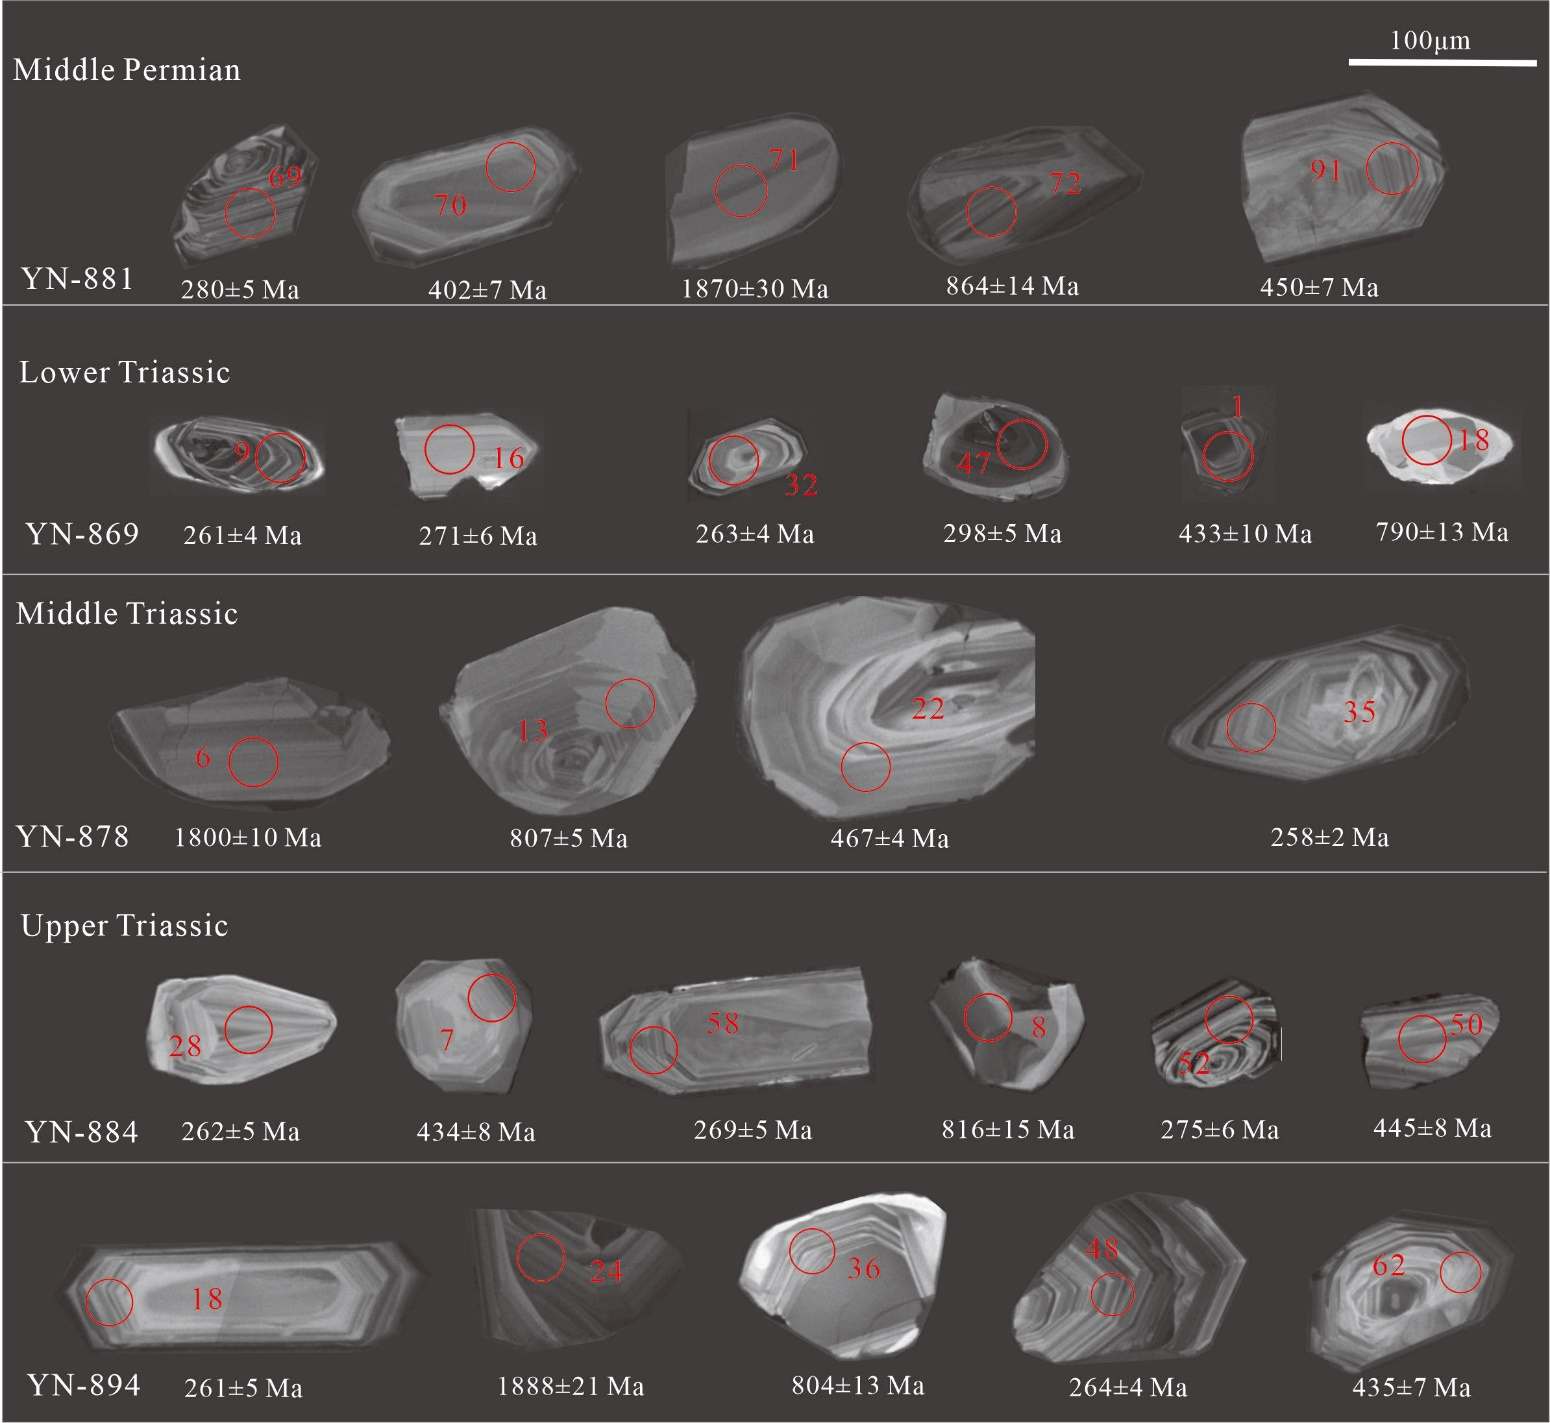 100μm
Middle Permian
69
70
71
72
91
YN-881
280±5 Ma
402±7 Ma
1870±30 Ma
864±14 Ma
450±7 Ma
Lower Triassic
9
16
32
47
1
18
YN-869
261±4 Ma
271±6 Ma
263±4 Ma
298±5 Ma
433±10 Ma
790±13 Ma
Middle Triassic
6
13
22
35
YN-878
1800±10 Ma
807±5 Ma
467±4 Ma
258±2 Ma
Upper Triassic
28
7
58
8
52
50
YN-884
262±5 Ma
434±8 Ma
269±5 Ma
816±15 Ma
275±6 Ma
445±8 Ma
18
24
36
48
62
YN-894
261±5 Ma
1888±21 Ma
804±13 Ma
264±4 Ma
435±7 Ma